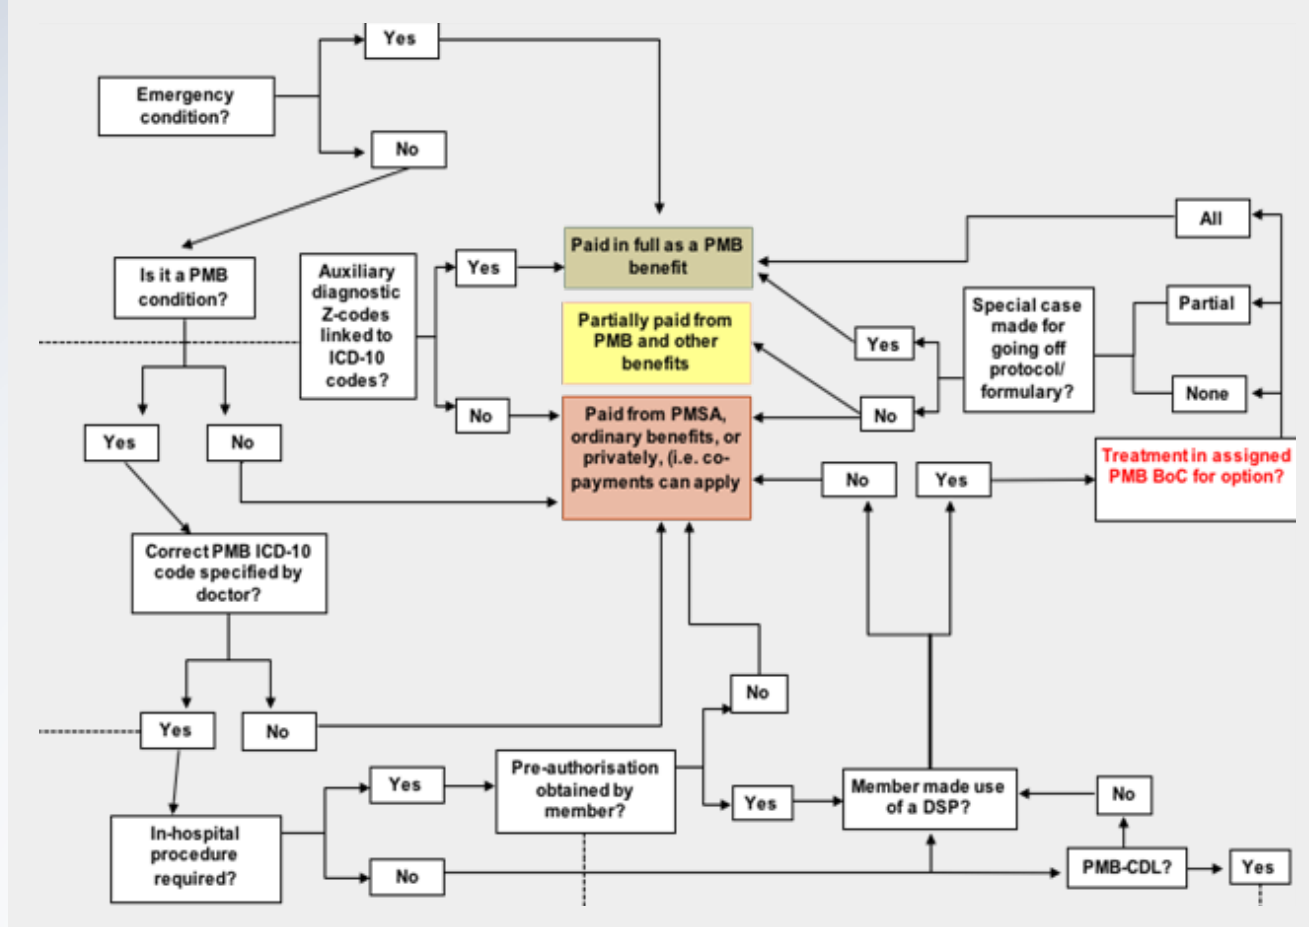 Yes
Emergency
condition?
No
All
Paid in full as a PMB
benefit
Is it a PMB
condition?
Auxiliary
diagnostic
Z-codes
linked to
ICD-10
codes?
Yes
No
Partially paid from
PMB and other
benefits
Special case
made for
going off
protocol/
formulary?
Partial
None
Yes
No
Paid from PMSA,
ordinary benefits, or
privately, (i.e. co-
payments can apply
Yes
No
Treatment in assigned
PMB BoC for option?
No
Yes
Correct PMB ICD-10
code specified by
doctor?
Yes
No
No
Pre-authorisation
obtained by
member?
Yes
Yes
Member made use
of a DSP?
No
In-hospital
procedure
required?
No
PMB-CDL?
Yes